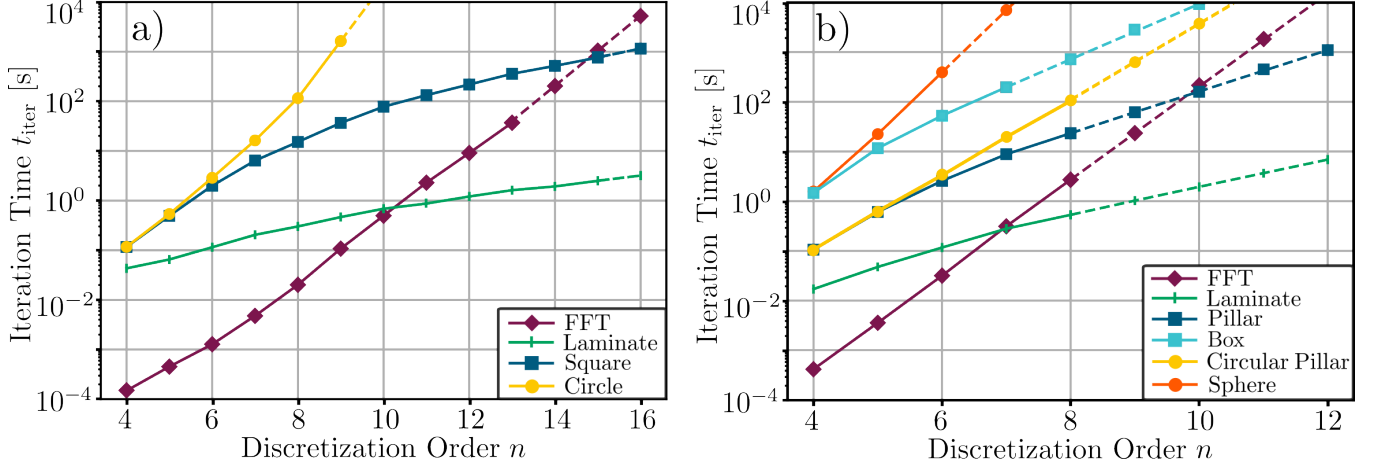 a)
Iteration Time t_iter [s]
10^4
10^2
10^0
10^−2
10^−4
4 6 8 10 12 14 16
Discretization Order n
FFT
Laminate
Square
Circle
b)
Iteration Time t_iter [s]
10^4
10^2
10^0
10^−2
10^−4
4 6 8 10 12
Discretization Order n
FFT
Laminate
Pillar
Box
Circular Pillar
Sphere